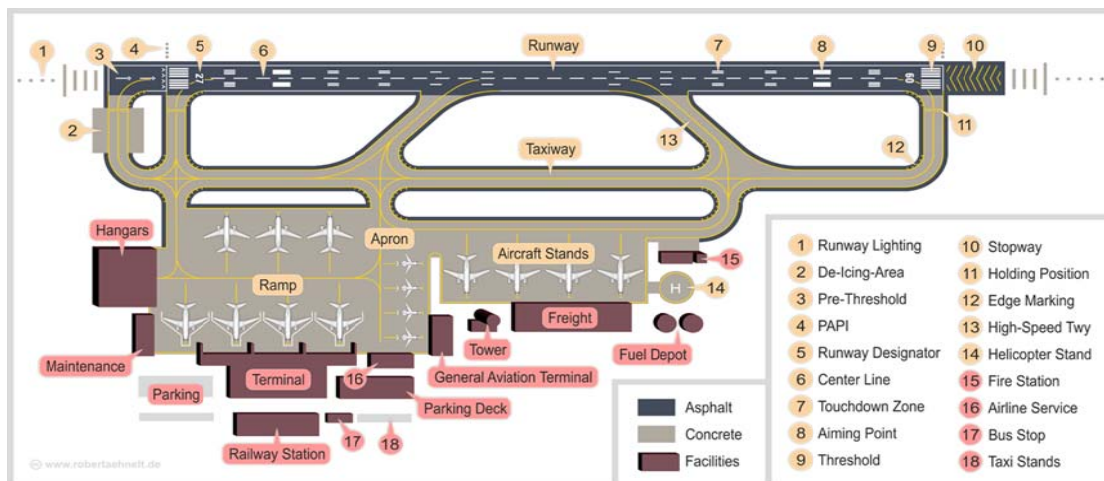 1
3
4
5
6
Runway
7
8
9
10
27
09
2
11
13
12
Taxiway
Hangars
Apron
Aircraft Stands
15
Ramp
14
H
Freight
Tower
Fuel Depot
Maintenance
16
General Aviation Terminal
Terminal
Parking
Parking Deck
Railway Station
17
18
Asphalt
Concrete
Facilities
1 Runway Lighting
2 De-Icing-Area
3 Pre-Threshold
4 PAPI
5 Runway Designator
6 Center Line
7 Touchdown Zone
8 Aiming Point
9 Threshold
10 Stopway
11 Holding Position
12 Edge Marking
13 High-Speed Twy
14 Helicopter Stand
15 Fire Station
16 Airline Service
17 Bus Stop
18 Taxi Stands
www.robertaehnelt.de